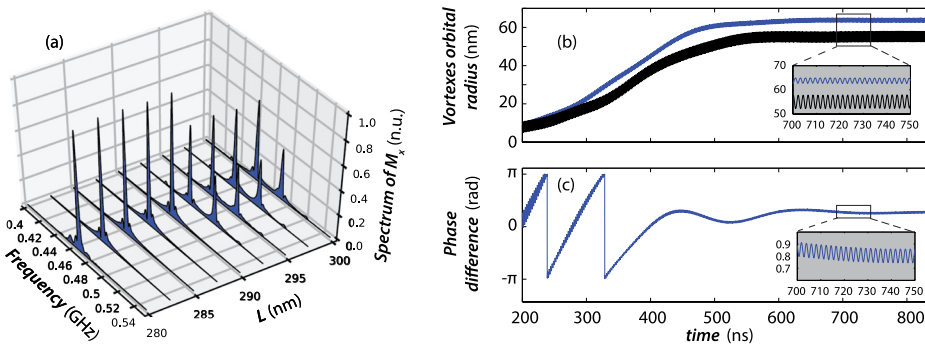 (a)
1.0
0.8
0.6
0.4
0.2
0.0
Spectrum of Mx (n.u.)
0.4
0.42
0.44
0.46
0.48
0.5
0.52
0.54
Frequency (GHz)
280
285
290
295
300
L (nm)
Vortexes orbital
radius (nm)
60
40
20
0
(b)
70
60
50
700 710 720 730 740 750
Phase
difference (rad)
π
0
-π
(c)
0.9
0.8
0.7
700 710 720 730 740 750
200 300 400 500 600 700 800
time (ns)